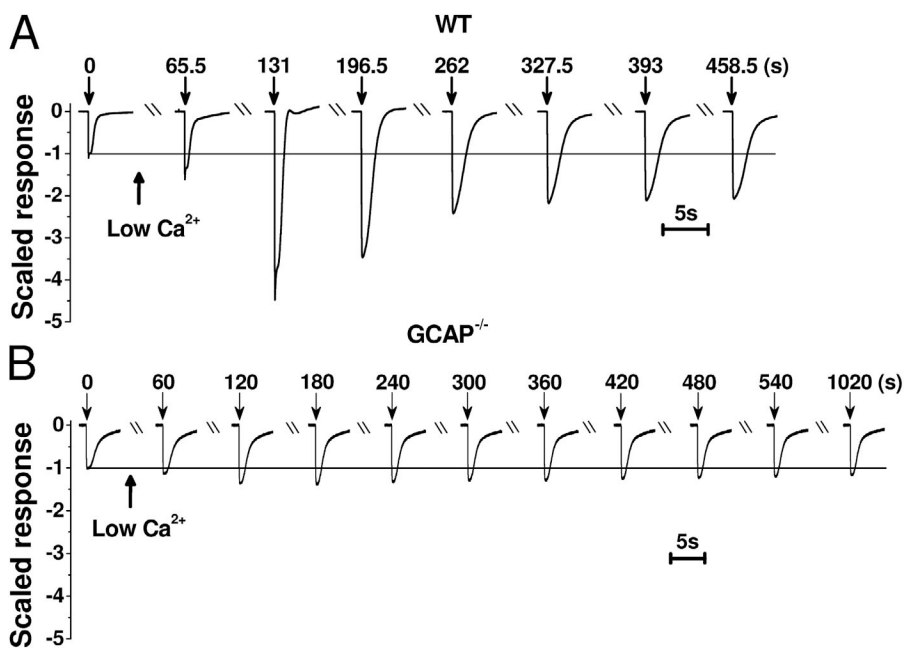 A
WT
0 65.5 131 196.5 262 327.5 393 458.5 (s)
Scaled response
0
-1
-2
-3
-4
-5
Low Ca²⁺
5s
GCAP⁻/⁻
B
0 60 120 180 240 300 360 420 480 540 1020 (s)
Scaled response
0
-1
-2
-3
-4
-5
Low Ca²⁺
5s